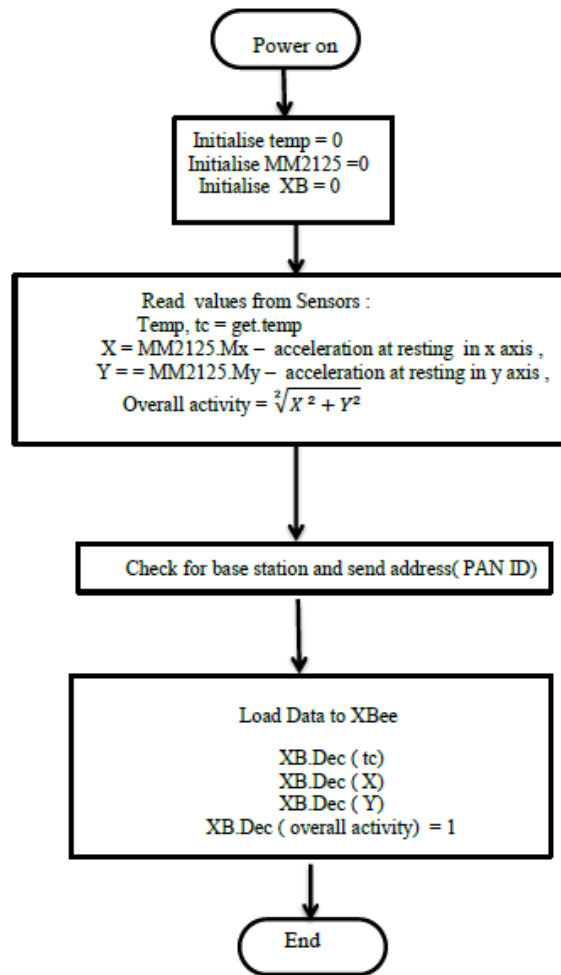 Power on
Initialise temp = 0
Initialise MM2125 =0
Initialise XB = 0
Read values from Sensors :
Temp, tc = get.temp
X = MM2125.Mx – acceleration at resting in x axis ,
Y = = MM2125.My – acceleration at resting in y axis ,
Overall activity = ²√X ² + Y²
Check for base station and send address( PAN ID)
Load Data to XBee
XB.Dec ( tc)
XB.Dec ( X)
XB.Dec ( Y)
XB.Dec ( overall activity) = 1
End